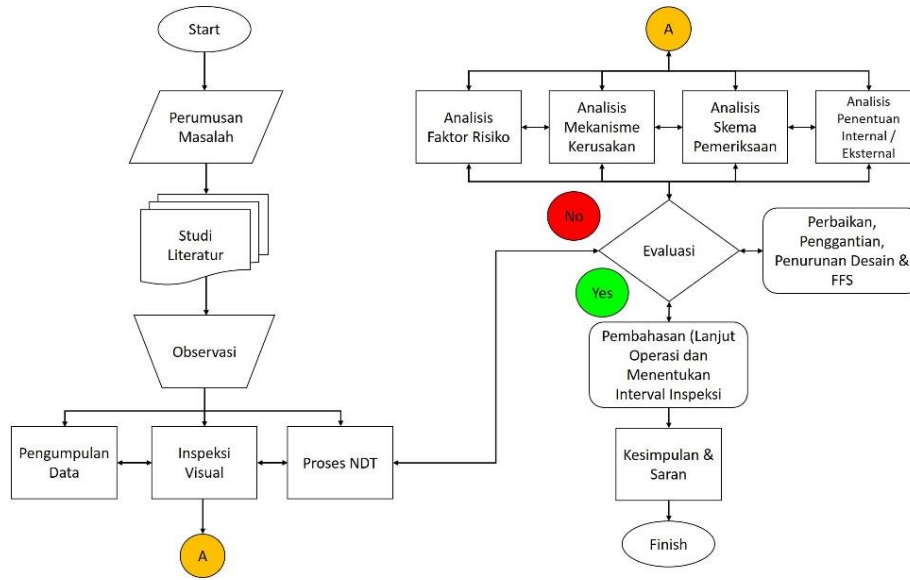 Start
Perumusan
Masalah
Studi
Literatur
Observasi
Pengumpulan
Data
Inspeksi
Visual
Proses NDT
A
A
Analisis
Faktor Risiko
Analisis
Mekanisme
Kerusakan
Analisis
Skema
Pemeriksaan
Analisis
Penentuan
Internal /
Eksternal
No
Evaluasi
Perbaikan,
Penggantian,
Penurunan Desain &
FFS
Yes
Pembahasan (Lanjut
Operasi dan
Menentukan
Interval Inspeksi
Kesimpulan &
Saran
Finish